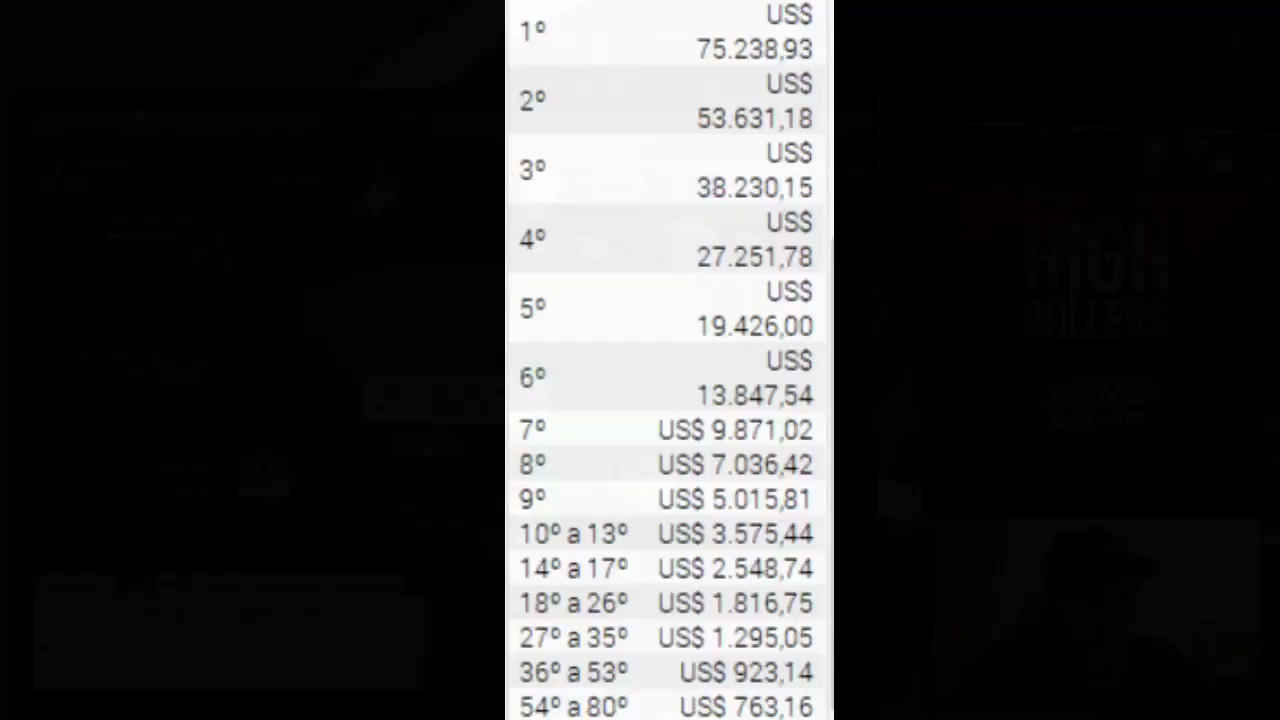 1º US$
75.238,93
2º US$
53.631,18
3º US$
38.230,15
4º US$
27.251,78
5º US$
19.426,00
6º US$
13.847,54
7º US$ 9.871,02
8º US$ 7.036,42
9º US$ 5.015,81
10º a 13º US$ 3.575,44
14º a 17º US$ 2.548,74
18º a 26º US$ 1.816,75
27º a 35º US$ 1.295,05
36º a 53º US$ 923,14
54º a 80º US$ 763,16
HIGH
ROLLERS